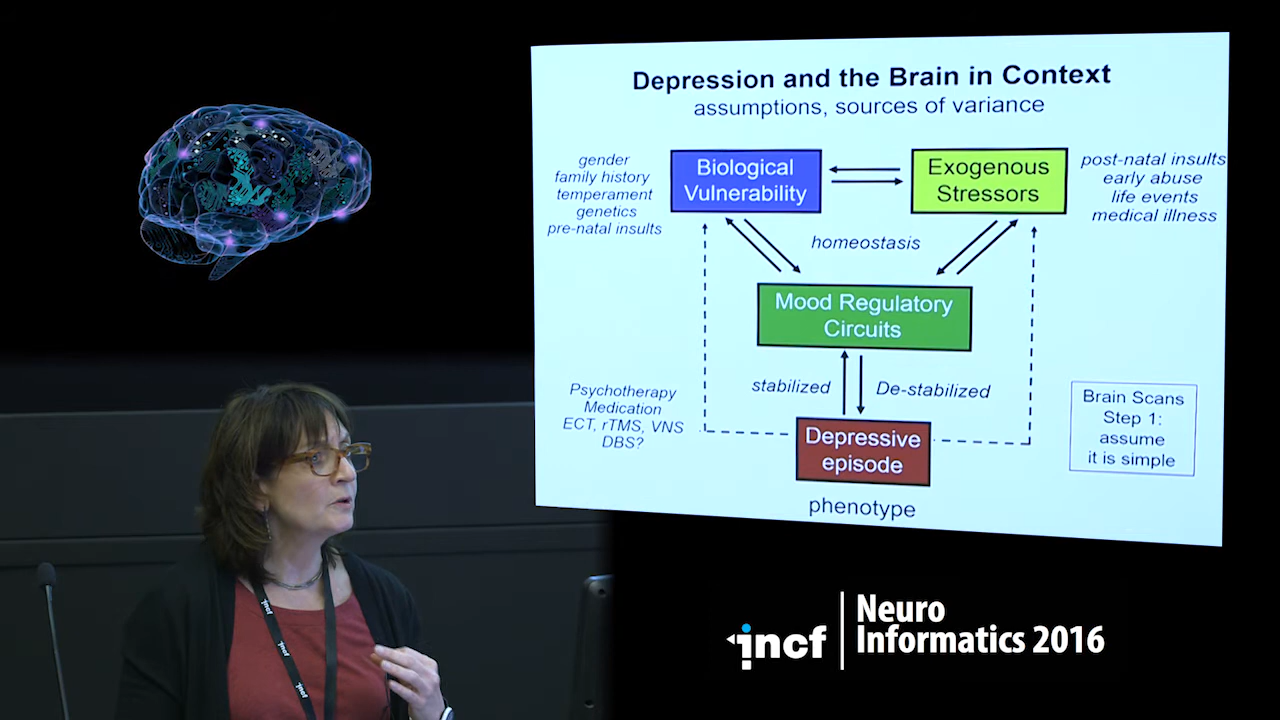 Depression and the Brain in Context
assumptions, sources of variance
gender
family history
temperament
genetics
pre-natal insults
Biological
Vulnerability
Exogenous
Stressors
post-natal insults
early abuse
life events
medical illness
homeostasis
Mood Regulatory
Circuits
stabilized
De-stabilized
Psychotherapy
Medication
ECT, rTMS, VNS
DBS?
Depressive
episode
phenotype
Brain Scans
Step 1:
assume
it is simple
incf
Neuro
Informatics 2016
incf
incf
incf